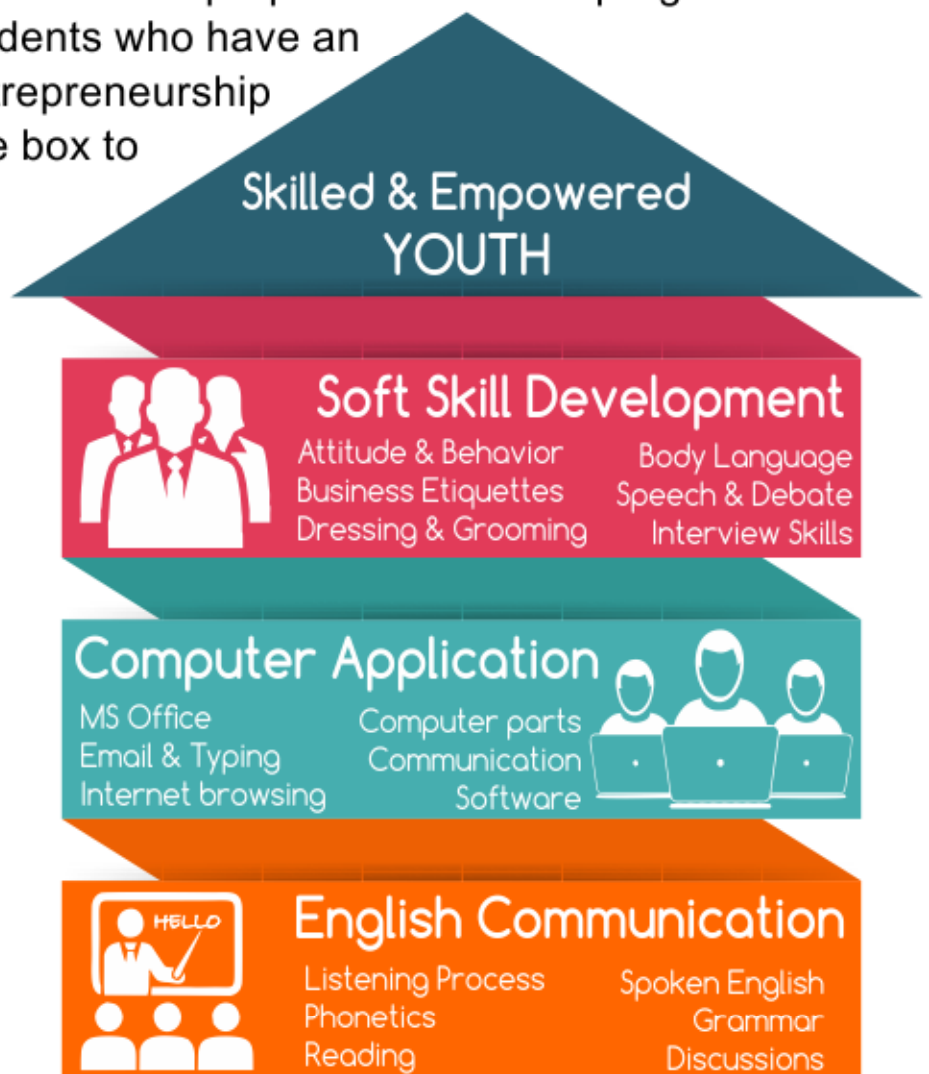 dents who have an
repreneurship
e box to
Skilled & Empowered
YOUTH
Soft Skill Development
Attitude & Behavior
Business Etiquettes
Dressing & Grooming
Body Language
Speech & Debate
Interview Skills
Computer Application
MS Office
Email & Typing
Internet browsing
Computer parts
Communication
Software
HELLO
English Communication
Listening Process
Phonetics
Reading
Spoken English
Grammar
Discussions